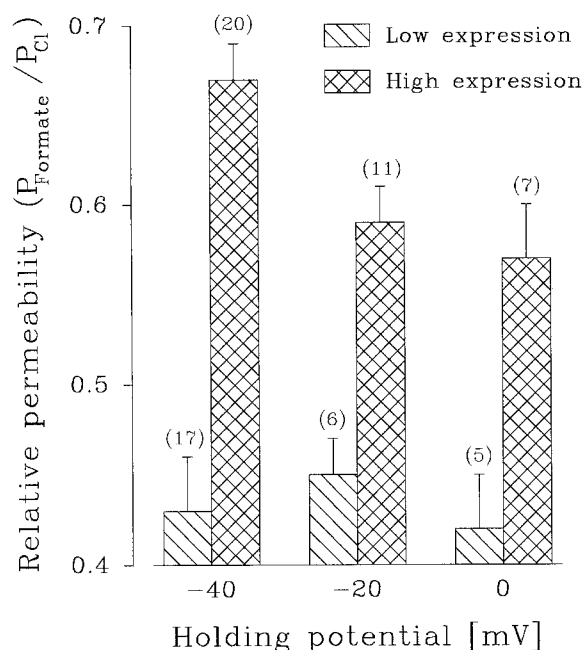 Relative permeability (P_Formate /P_Cl)
0.7
0.6
0.5
0.4
Low expression
High expression
(20)
(11)
(7)
(17)
(6)
(5)
−40 −20 0
Holding potential [mV]